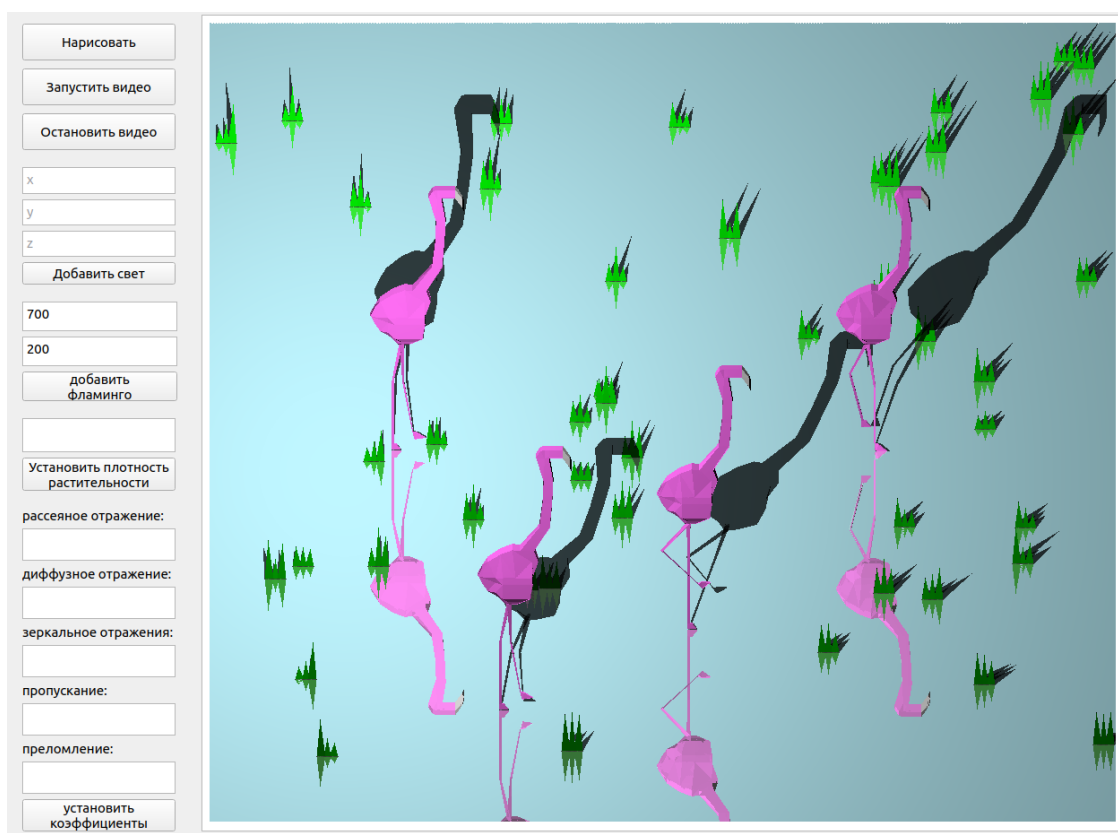 Нарисовать
Запустить видео
Остановить видео
x
y
z
Добавить свет
700
200
добавить
фламинго
Установить плотность
растительности
рассеяное отражение:
диффузное отражение:
зеркальное отражения:
пропускание:
преломление:
установить
коэффициенты